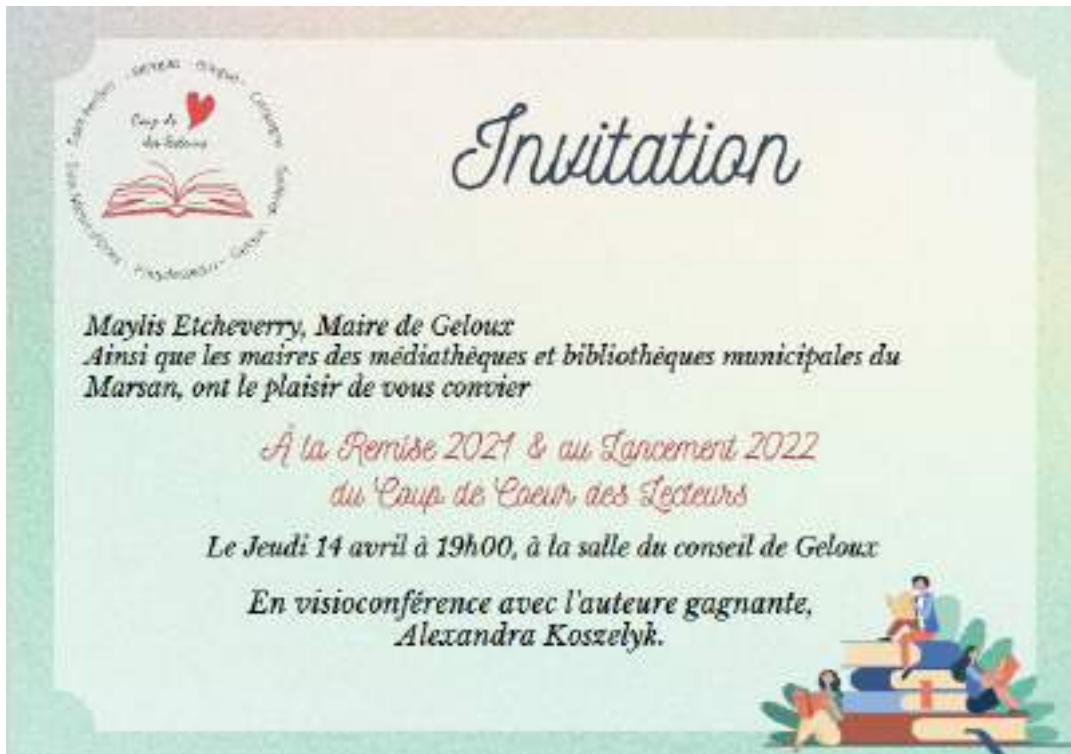 Coup de
des lecteurs
Invitation
Maylis Etcheverry, Maire de Geloux
Ainsi que les maires des médiathèques et bibliothèques municipales du
Marsan, ont le plaisir de vous convier
À la Remise 2021 & au Lancement 2022
du Coup de Coeur des Lecteurs
Le Jeudi 14 avril à 19h00, à la salle du conseil de Geloux
En visioconférence avec l'auteure gagnante,
Alexandra Koszelyk.